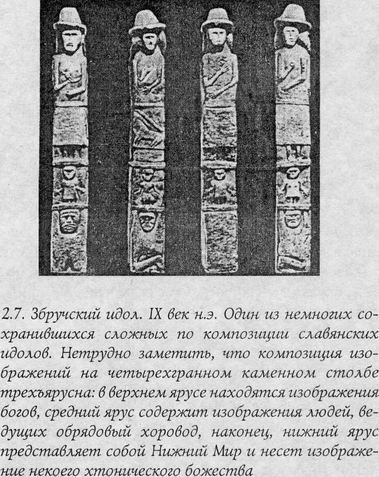 2.7. Збручский идол. IX век н.э. Один из немногих со-
хранившихся сложных по композиции славянских
идолов. Нетрудно заметить, что композиция изо-
бражений на четырехгранном каменном столбе
трехъярусна: в верхнем ярусе находятся изображения
богов, средний ярус содержит изображения людей, ве-
дущих обрядовый хоровод, наконец, нижний ярус
представляет собой Нижний Мир и несет изображе-
ние некоего хтонического божества